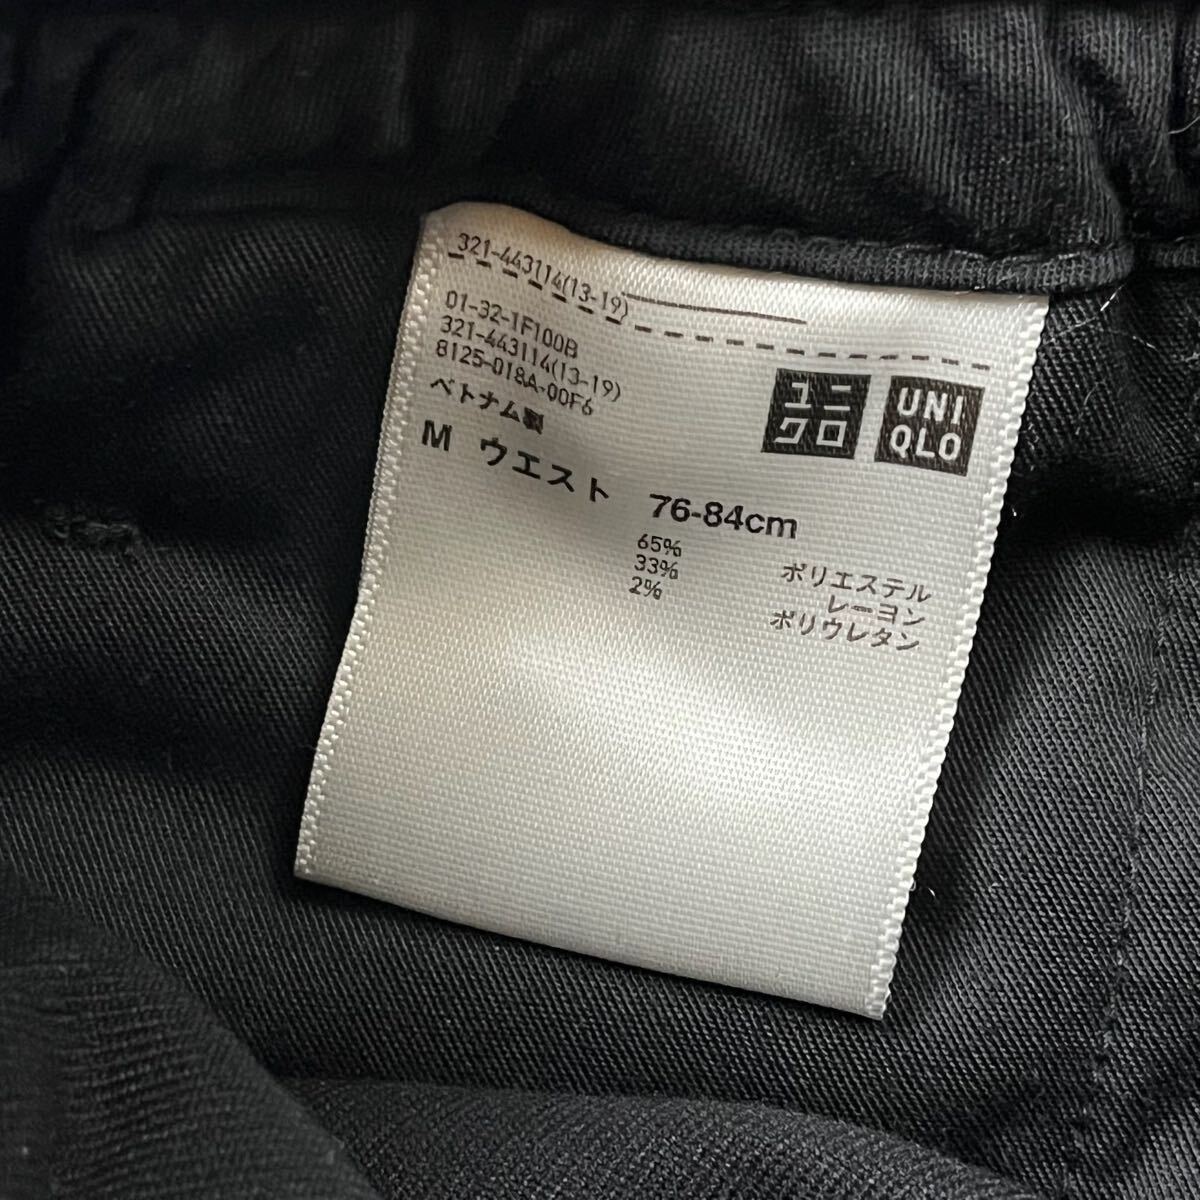 321-443114(13-19)
01-32-1F100B
321-443114(13-19)
8125-018A-00F6
ベトナム製
ユニ
クロ
UNI
QLO
M ウエスト 76-84cm
65% ポリエステル
33% レーヨン
2% ポリウレタン